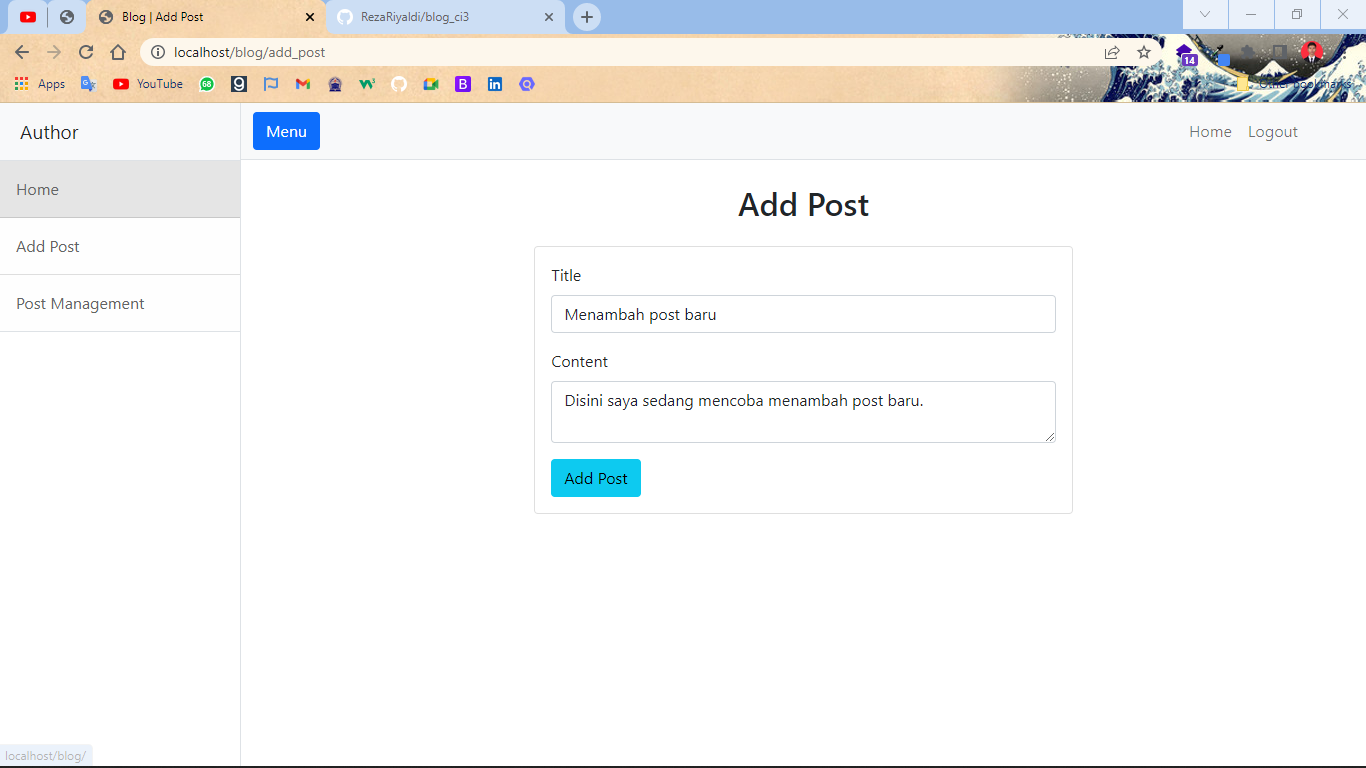 Blog | Add Post
RezaRiyaldi/blog_ci3
localhost/blog/add_post
14
Apps
YouTube
Other bookmarks
Author
Menu
Home
Logout
Home
Add Post
Post Management
Add Post
Title
Menambah post baru
Content
Disini saya sedang mencoba menambah post baru.
Add Post
localhost/blog/